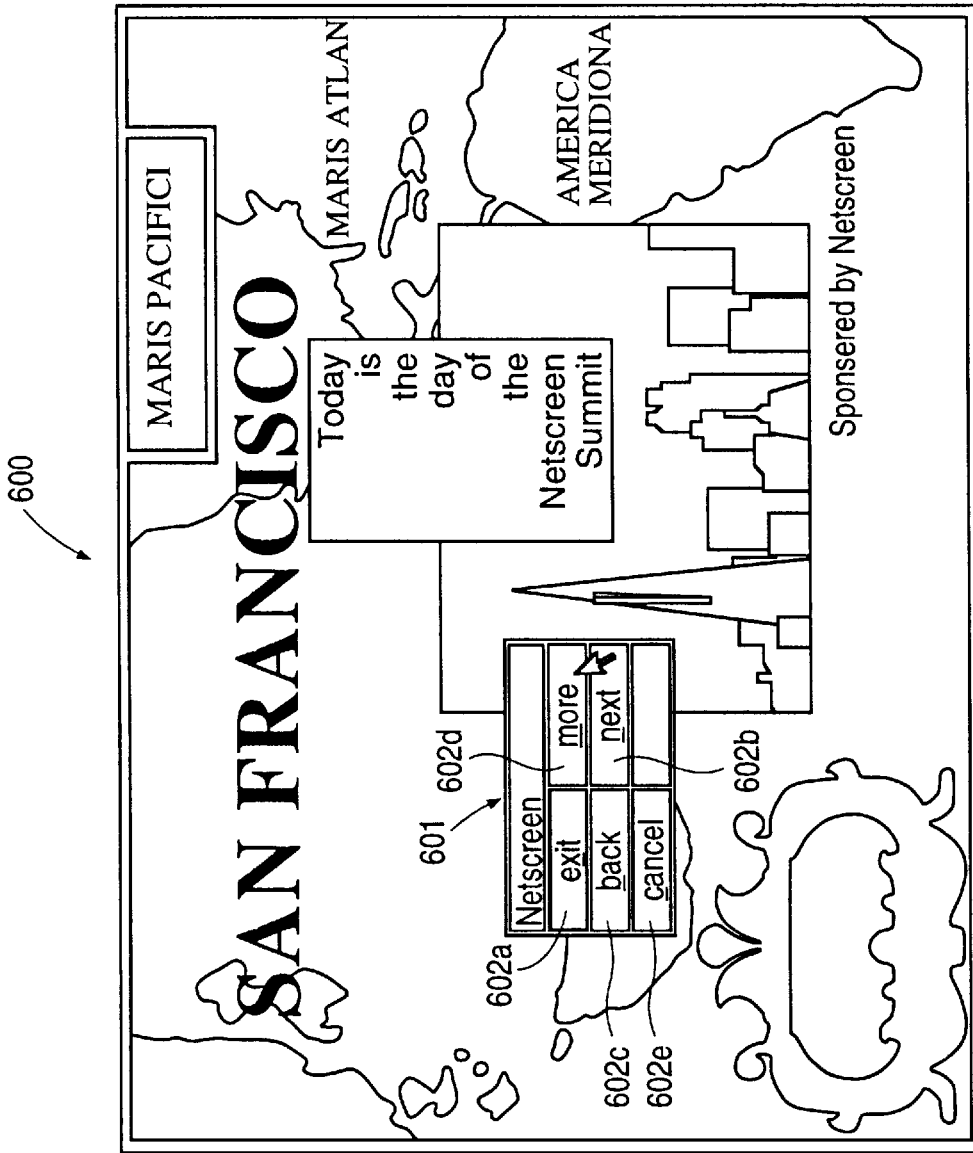 600
MARIS PACIFICI
SAN FRANCISCO
MARIS ATLAN
Today
is
the
day
of
the
Netscreen
Summit
AMERICA
MERIDIONA
601
602d
602a
Netscreen
exit
more
back
next
cancel
602c
602e
602b
Sponsered by Netscreen